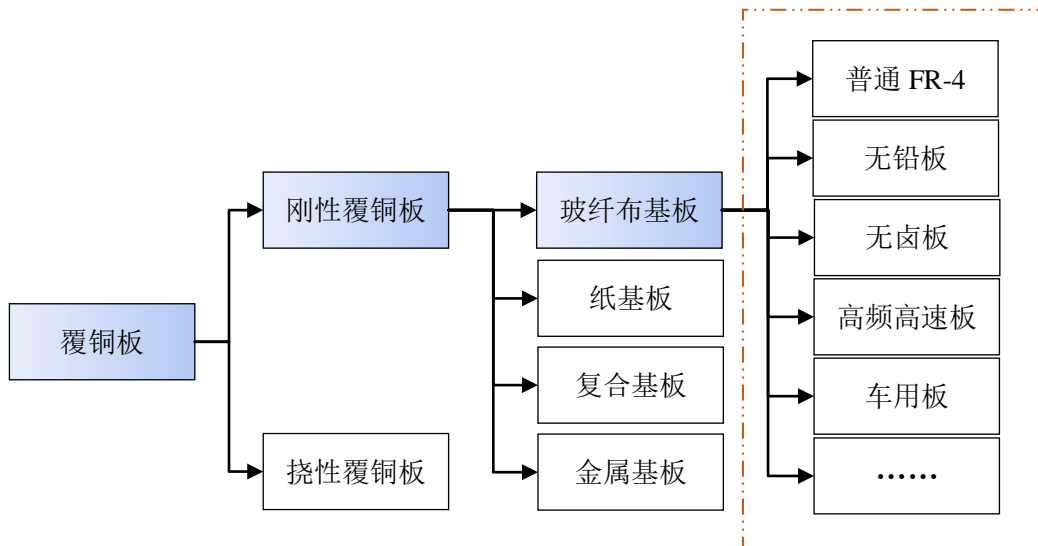 覆铜板
刚性覆铜板
挠性覆铜板
玻纤布基板
纸基板
复合基板
金属基板
普通 FR-4
无铅板
无卤板
高频高速板
车用板
……